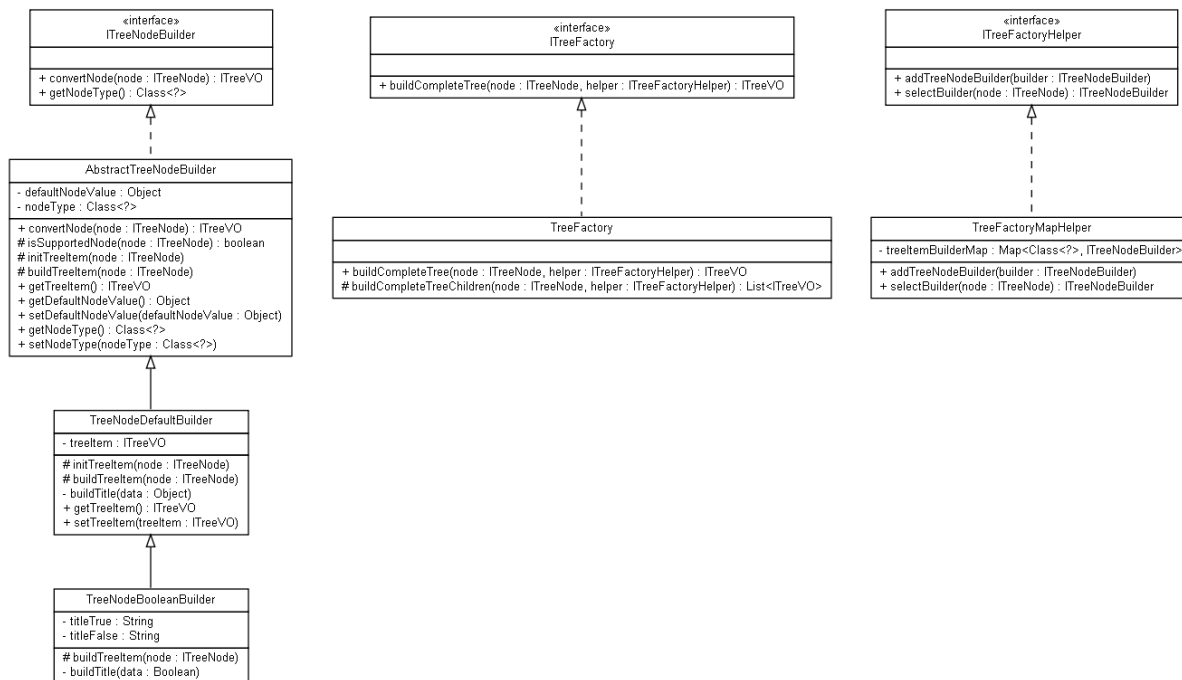 «interface»
ITreeNodeBuilder
+ convertNode(node : ITreeNode) : ITreeVO
+ getNodeType() : Class<?>
AbstractTreeNodeBuilder
- defaultNodeValue : Object
- nodeType : Class<?>
+ convertNode(node : ITreeNode) : ITreeVO
# isSupportedNode(node : ITreeNode) : boolean
# initTreeItem(node : ITreeNode)
# buildTreeItem(node : ITreeNode)
+ getTreeItem() : ITreeVO
+ getDefaultNodeValue() : Object
+ setDefaultNodeValue(defaultNodeValue : Object)
+ getNodeType() : Class<?>
+ setNodeType(nodeType : Class<?>)
TreeNodeDefaultBuilder
- treeItem : ITreeVO
# initTreeItem(node : ITreeNode)
# buildTreeItem(node : ITreeNode)
- buildTitle(data : Object)
+ getTreeItem() : ITreeVO
+ setTreeItem(treeItem : ITreeVO)
TreeNodeBooleanBuilder
- titleTrue : String
- titleFalse : String
# buildTreeItem(node : ITreeNode)
- buildTitle(data : Boolean)
«interface»
ITreeFactory
+ buildCompleteTree(node : ITreeNode, helper : ITreeFactoryHelper) : ITreeVO
TreeFactory
+ buildCompleteTree(node : ITreeNode, helper : ITreeFactoryHelper) : ITreeVO
# buildCompleteTreeChildren(node : ITreeNode, helper : ITreeFactoryHelper) : List<ITreeVO>
«interface»
ITreeFactoryHelper
+ addTreeNodeBuilder(builder : ITreeNodeBuilder)
+ selectBuilder(node : ITreeNode) : ITreeNodeBuilder
TreeFactoryMapHelper
- treeItemBuilderMap : Map<Class<?>, ITreeNodeBuilder>
+ addTreeNodeBuilder(builder : ITreeNodeBuilder)
+ selectBuilder(node : ITreeNode) : ITreeNodeBuilder